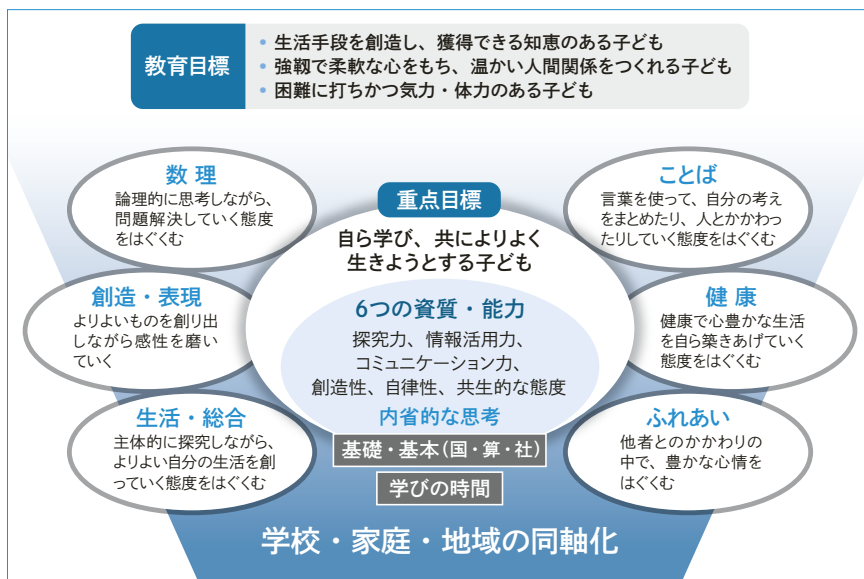 教育目標
• 生活手段を創造し、獲得できる知恵のある子ども
• 強靱で柔軟な心をもち、温かい人間関係をつくれる子ども
• 困難に打ちかつ気力・体力のある子ども
数 理
論理的に思考しながら、
問題解決していく態度
をはぐくむ
創造・表現
よりよいものを創り出
しながら感性を磨いて
いく
生活・総合
主体的に探究しながら、
よりよい自分の生活を創
っていく態度をはぐくむ
重点目標
自ら学び、共によりよく
生きようとする子ども
6つの資質・能力
探究力、情報活用力、
コミュニケーション力、
創造性、自律性、共生的な態度
内省的な思考
基礎・基本(国・算・社)
学びの時間
ことば
言葉を使って、自分の考え
をまとめたり、人とかかわっ
たりしていく態度をはぐくむ
健 康
健康で心豊かな生活
を自ら築きあげていく
態度をはぐくむ
ふれあい
他者とのかかわりの
中で、豊かな心情を
はぐくむ
学校・家庭・地域の同軸化